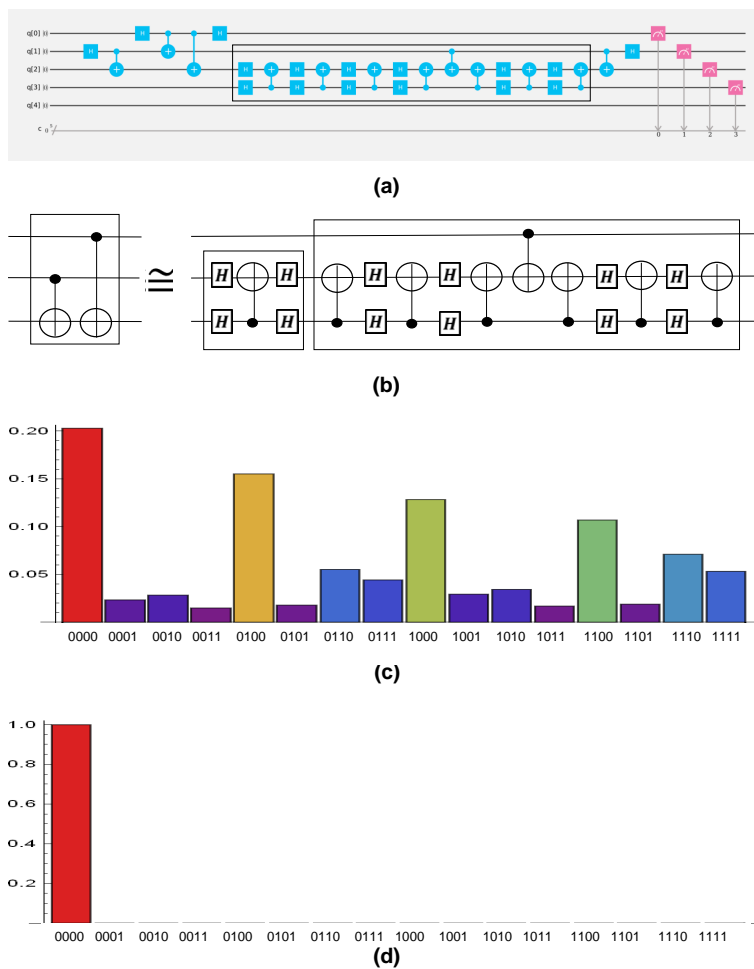 q[0]
H
H
q[1]
H
H
q[2]
H H H H H H
q[3]
H H H H H H
q[4]
c
0 1 2 3
(a)
≅
H H H H H H
H H H H H H
(b)
0.20
0.15
0.10
0.05
0000 0001 0010 0011 0100 0101 0110 0111 1000 1001 1010 1011 1100 1101 1110 1111
(c)
1.0
0.8
0.6
0.4
0.2
0000 0001 0010 0011 0100 0101 0110 0111 1000 1001 1010 1011 1100 1101 1110 1111
(d)